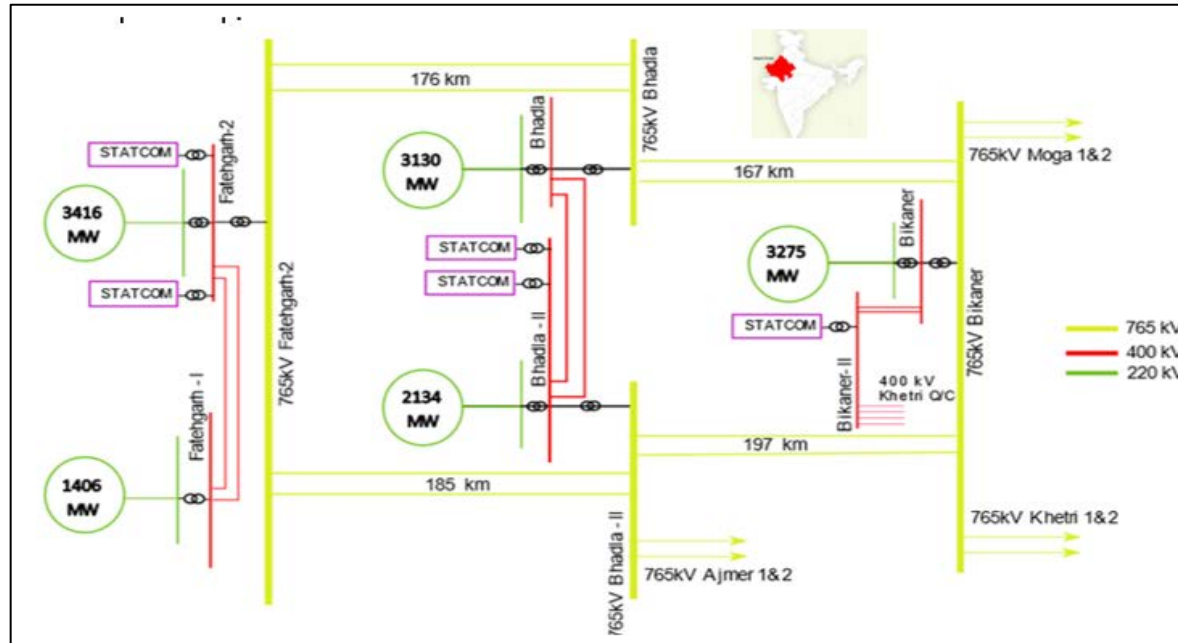 176 km
765kV Bhadla
STATCOM
Fatehgarh-2
3416
MW
STATCOM
765kV Fatehgarh-2
Fatehgarh - I
1406
MW
185 km
3130
MW
Bhadla
STATCOM
STATCOM
Bhadla - II
2134
MW
765kV Bhadla - II
765kV Ajmer 1&2
167 km
765kV Moga 1&2
3275
MW
Bikaner
STATCOM
Bikaner- II
400 kV
Khetri Q/C
765kV Bikaner
197 km
765kV Khetri 1&2
765 kV
400 kV
220 kV